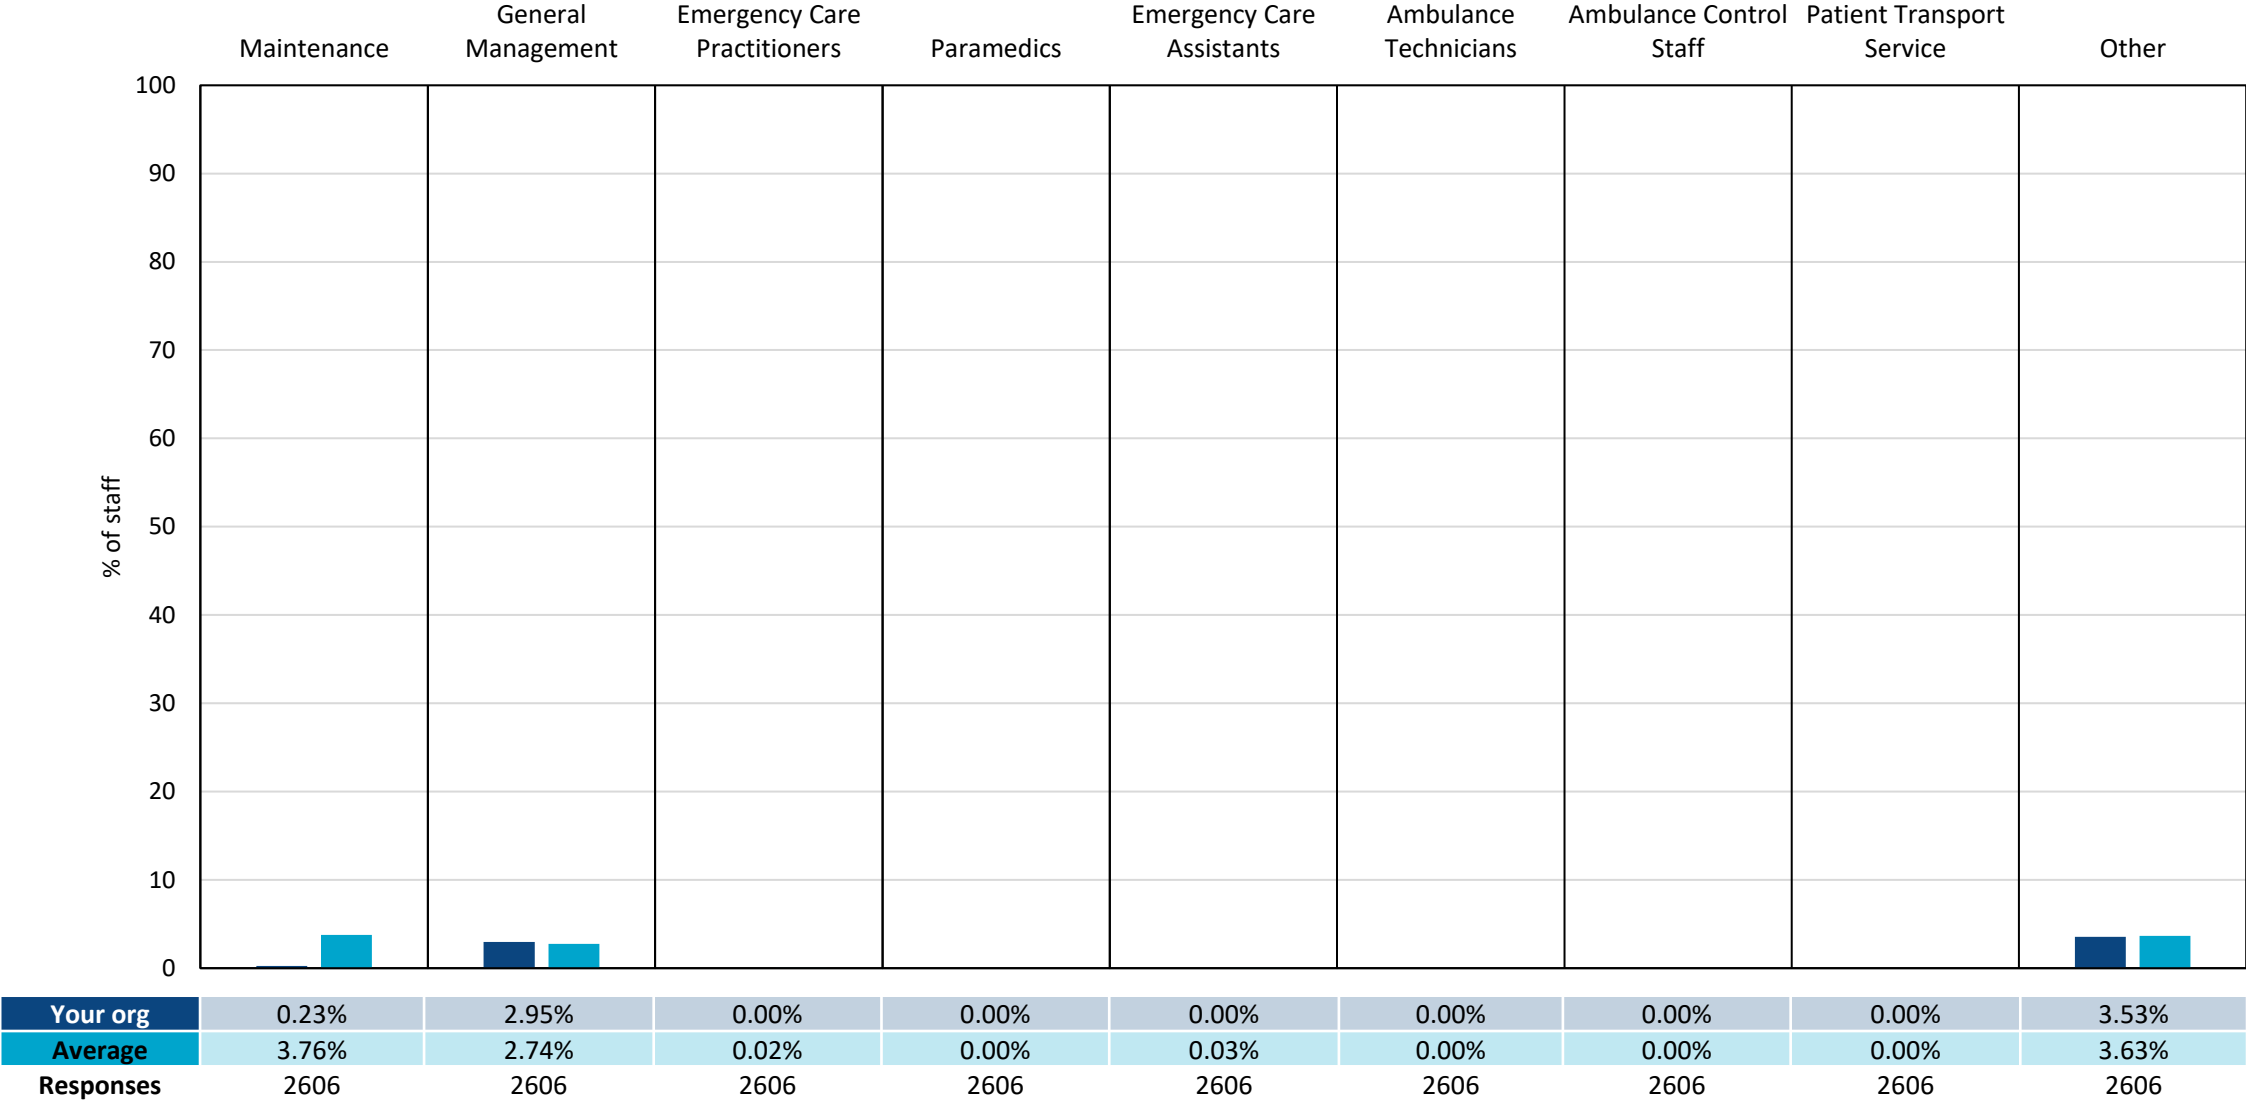 Maintenance
General
Management
Emergency Care
Practitioners
Paramedics
Emergency Care
Assistants
Ambulance
Technicians
Ambulance Control
Staff
Patient Transport
Service
Other
% of staff
100
90
80
70
60
50
40
30
20
10
0
Your org 0.23% 2.95% 0.00% 0.00% 0.00% 0.00% 0.00% 0.00% 3.53%
Average 3.76% 2.74% 0.02% 0.00% 0.03% 0.00% 0.00% 0.00% 3.63%
Responses 2606 2606 2606 2606 2606 2606 2606 2606 2606